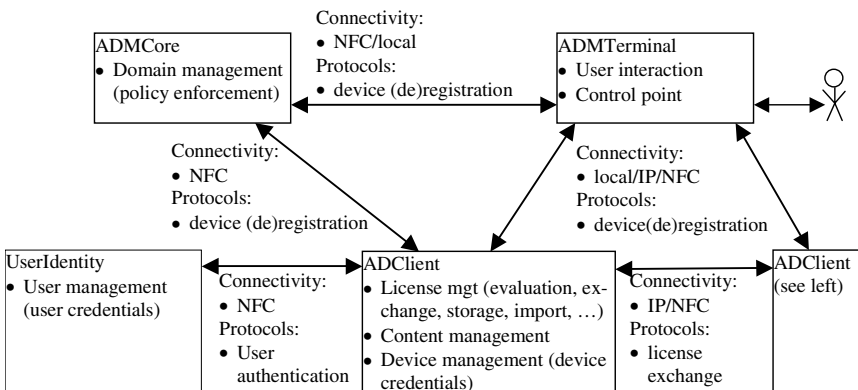 Connectivity:
• NFC/local
Protocols:
• device (de)registration
ADMCore
• Domain management
(policy enforcement)
ADMTerminal
• User interaction
• Control point
Connectivity:
• NFC
Protocols:
• device (de)registration
Connectivity:
• local/IP/NFC
Protocols:
• device(de)registration
UserIdentity
• User management
(user credentials)
Connectivity:
• NFC
Protocols:
• User
authentication
ADClient
• License mgt (evaluation, ex-
change, storage, import, …)
• Content management
• Device management (device
credentials)
Connectivity:
• IP/NFC
Protocols:
• license
exchange
ADClient
(see left)